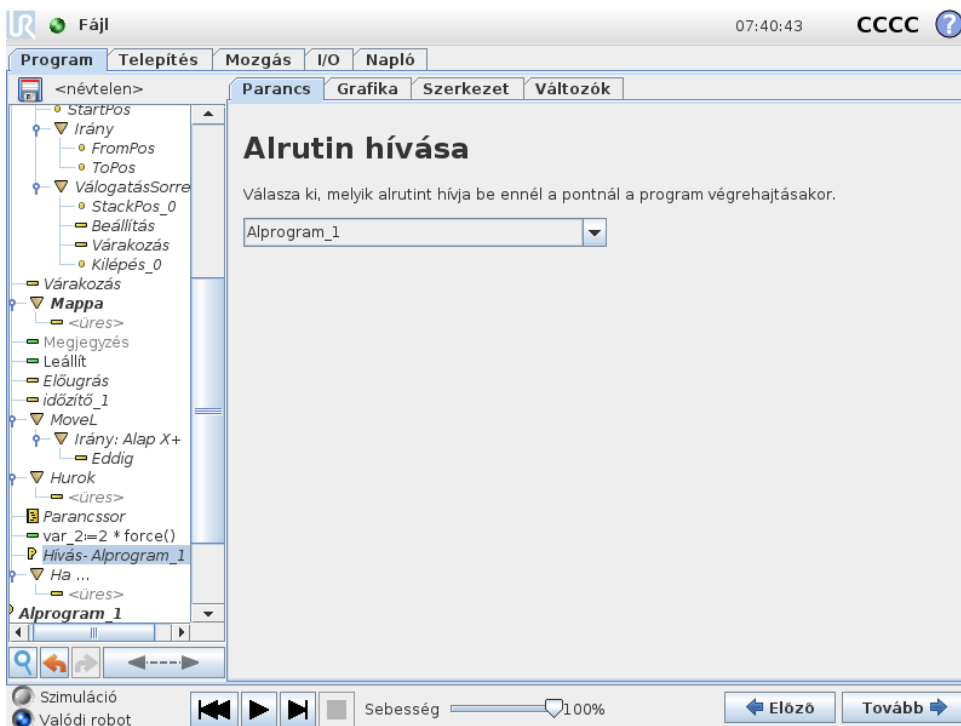 UR Fájl 07:40:43 CCCC ?
Program Telepítés Mozgás I/O Napló
<névtelen> Parancs Grafika Szerkezet Változók
StartPos
Irány
FromPos
ToPos
VálogatásSorre
StackPos_0
Beállítás
Várakozás
Kilépés_0
Várakozás
Mappa
<üres>
Megjegyzés
Leállít
Előugrás
időzítő_1
MoveL
Irány: Alap X+
Eddig
Hurok
<üres>
Parancssor
var_2≔2 * force()
Hívás- Alprogram_1
Ha ...
<üres>
Alprogram_1
Alrutin hívása
Válasza ki, melyik alrutint hívja be ennél a pontnál a program végrehajtásakor.
Alprogram_1
Szimuláció
Valódi robot
Sebesség 100%
Előző Tovább